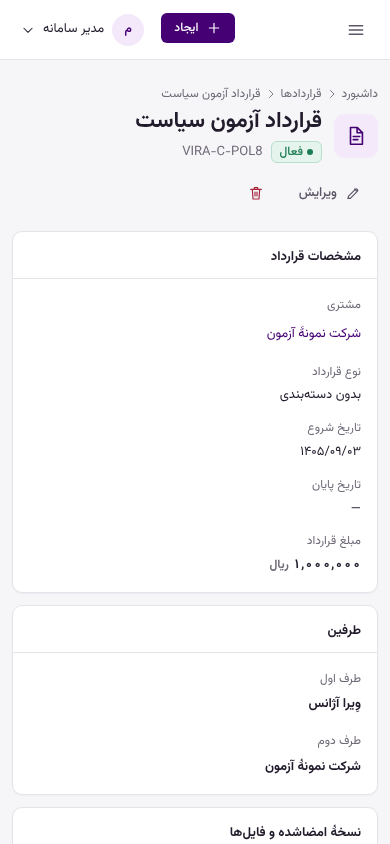 ایجاد
م
مدیر سامانه
داشبورد > قراردادها > قرارداد آزمون سیاست
قرارداد آزمون سیاست
فعال VIRA-C-POL8
ویرایش
مشخصات قرارداد
مشتری
شرکت نمونهٔ آزمون
نوع قرارداد
بدون دسته‌بندی
تاریخ شروع
۱۴۰۵/۰۹/۰۳
تاریخ پایان
—
مبلغ قرارداد
۱,۰۰۰,۰۰۰ ریال
طرفین
طرف اول
ویرا آژانس
طرف دوم
شرکت نمونهٔ آزمون
نسخهٔ امضاشده و فایل‌ها